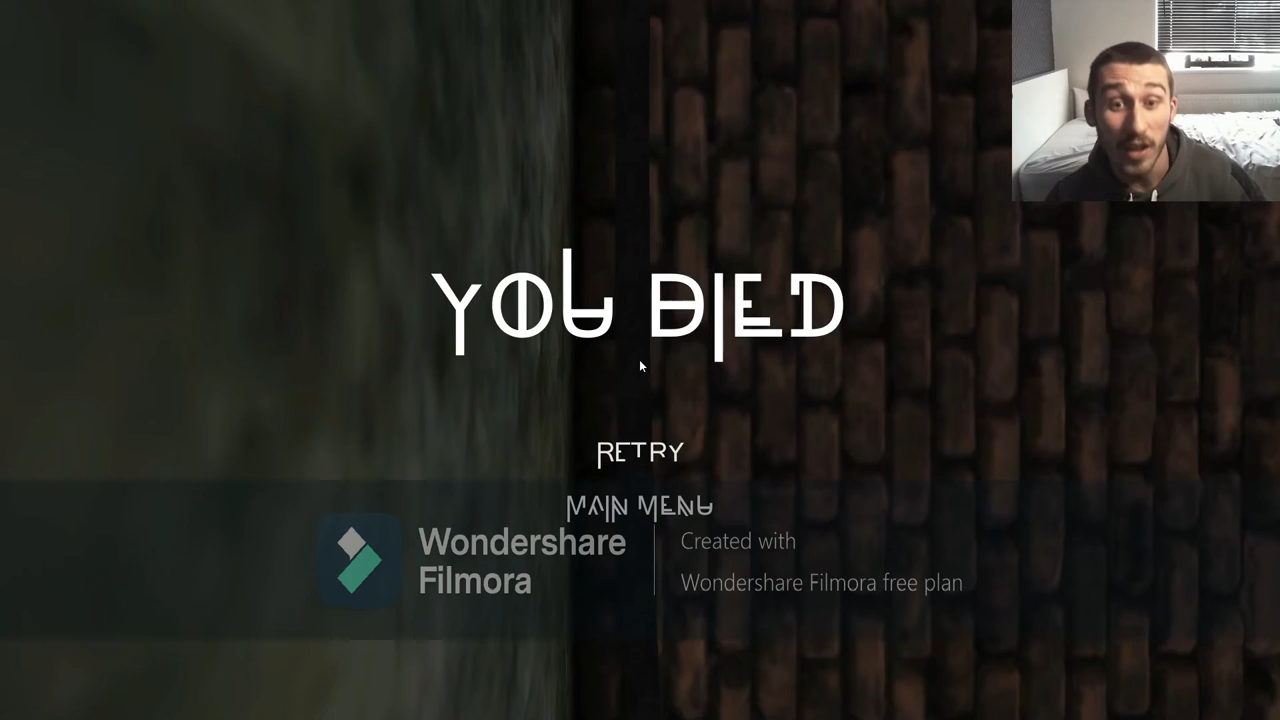 YOU DIED
RETRY
MAIN MENU
Wondershare
Filmora
Created with
Wondershare Filmora free plan